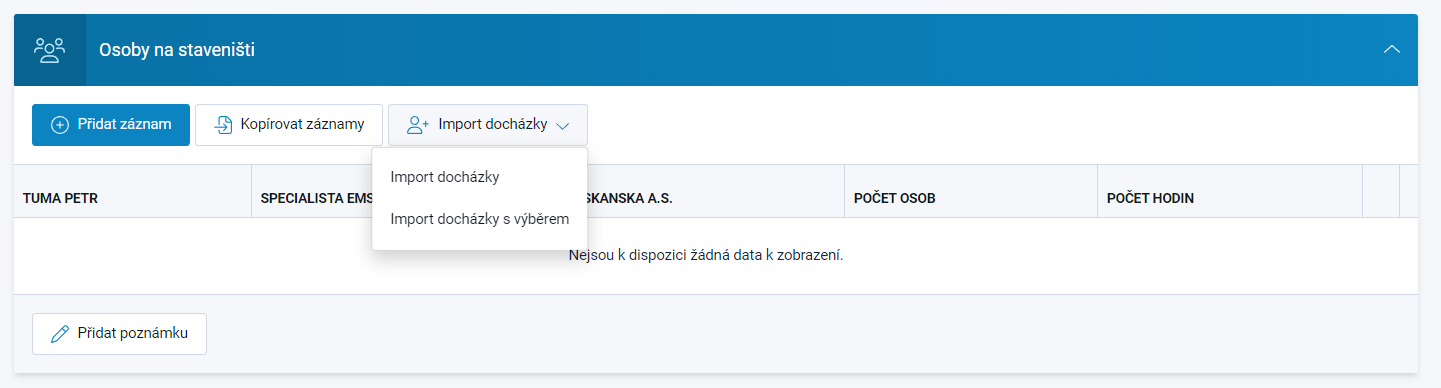 Osoby na staveništi
Přidat záznam
Kopírovat záznamy
Import docházky
Import docházky
Import docházky s výběrem
TUMA PETR
SPECIALISTA EMS
SKANSKA A.S.
POČET OSOB
POČET HODIN
Nejsou k dispozici žádná data k zobrazení.
Přidat poznámku